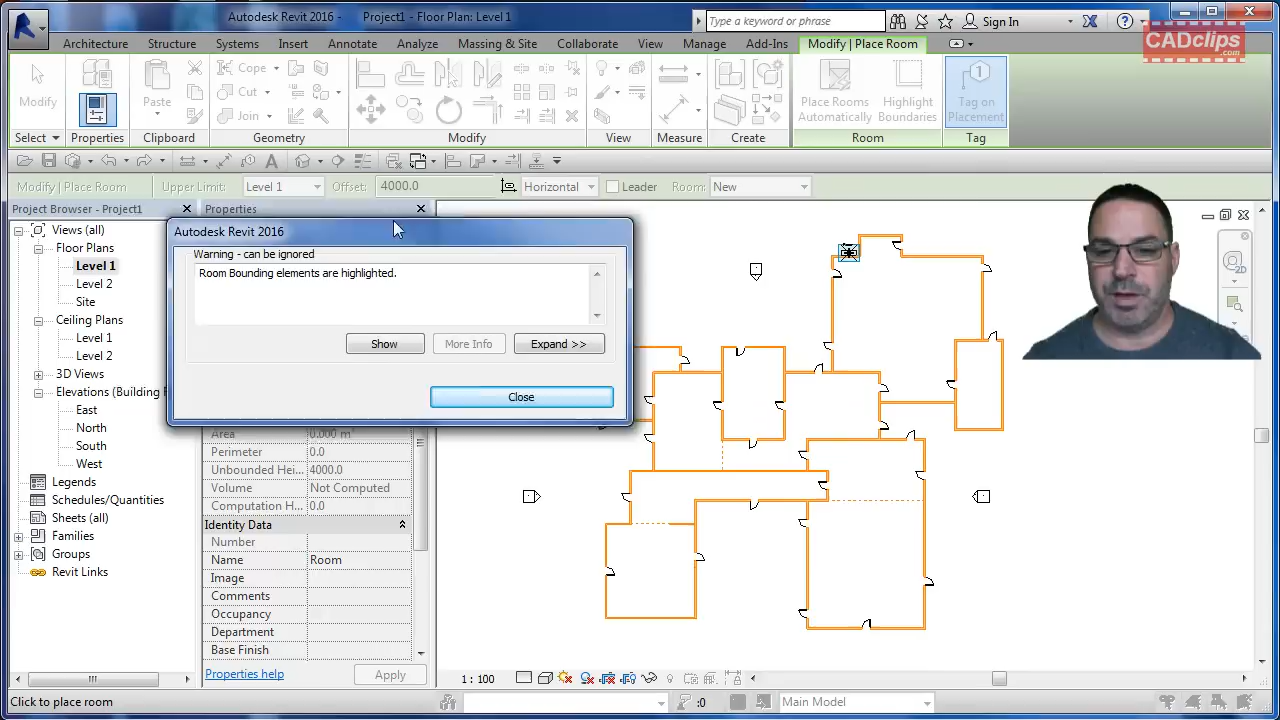 Autodesk Revit 2016 -
Project1 - Floor Plan: Level 1
Type a keyword or phrase
Sign In
CADclips
.com
Architecture
Structure
Systems
Insert
Annotate
Analyze
Massing & Site
Collaborate
View
Manage
Add-Ins
Modify | Place Room
Modify
Properties
Paste
Cope
Cut
Join
Place Rooms
Automatically
Highlight
Boundaries
Tag on
Placement
Select
Properties
Clipboard
Geometry
Modify
View
Measure
Create
Room
Tag
Modify | Place Room
Upper Limit:
Level 1
Offset:
4000.0
Horizontal
Leader
Room:
New
Project Browser - Project1
Properties
Views (all)
Floor Plans
Level 1
Level 2
Site
Ceiling Plans
Level 1
Level 2
3D Views
Elevations (Building
East
North
South
West
Legends
Schedules/Quantities
Sheets (all)
Families
Groups
Revit Links
Autodesk Revit 2016
Warning - can be ignored
Room Bounding elements are highlighted.
Show
More Info
Expand >>
Close
Area 0.000 m²
Perimeter 0.0
Unbounded Hei... 4000.0
Volume Not Computed
Computation H... 0.0
Identity Data
Number
Name Room
Image
Comments
Occupancy
Department
Base Finish
Properties help
Apply
2D
1 : 100
Click to place room
:0
Main Model